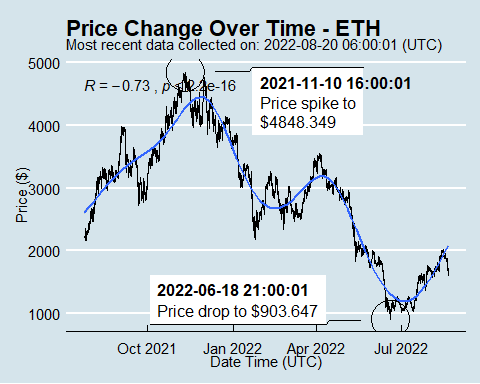 Price Change Over Time - ETH
Most recent data collected on: 2022-08-20 06:00:01 (UTC)
5000
R = −0.73 , p < 2.2e-16
2021-11-10 16:00:01
Price spike to
$4848.349
4000
3000
Price ($)
2000
2022-06-18 21:00:01
Price drop to $903.647
1000
Oct 2021
Jan 2022
Apr 2022
Jul 2022
Date Time (UTC)